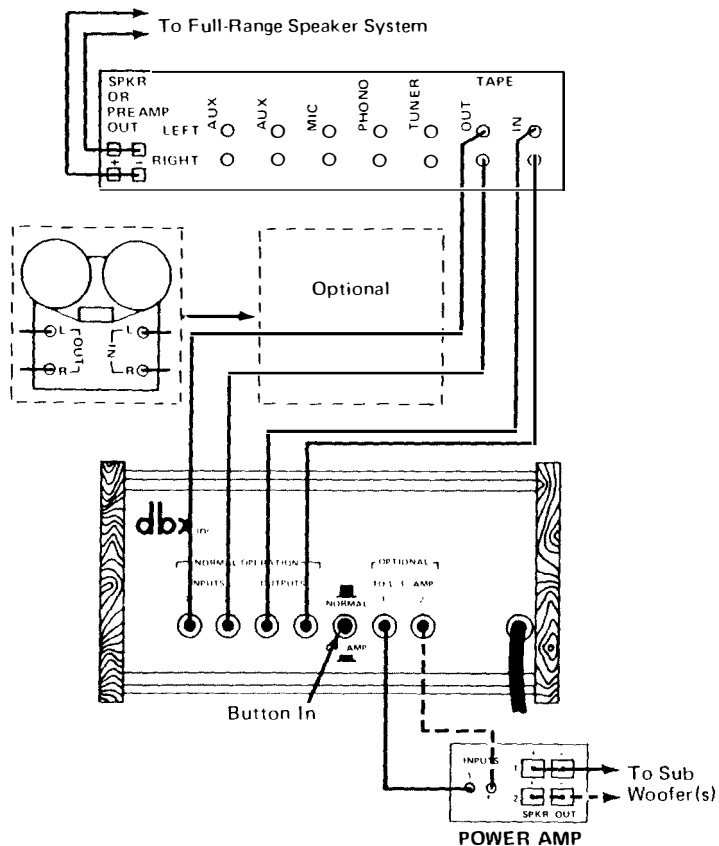 To Full-Range Speaker System
SPKR
OR
PREAMP
OUT
TAPE
AUX
AUX
MIC
PHONO
TUNER
OUT
IN
LEFT
RIGHT
+
-
Optional
L
L
OUT
IN
R
R
dbx
NORMAL OPERATION
OPTIONAL
INPUTS
OUTPUTS
AMP
1
2
NORMAL
AMP
Button In
INPUTS
1
2
SPKR OUT
To Sub
Woofer(s)
POWER AMP